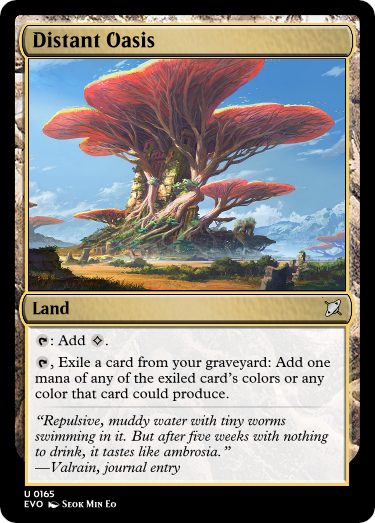 Distant Oasis
Land
: Add .
, Exile a card from your graveyard: Add one
mana of any of the exiled card’s colors or any
color that card could produce.
“Repulsive, muddy water with tiny worms
swimming in it. But after five weeks with nothing
to drink, it tastes like ambrosia.”
—Valrain, journal entry
U 0165
EVO Seok Min Eo